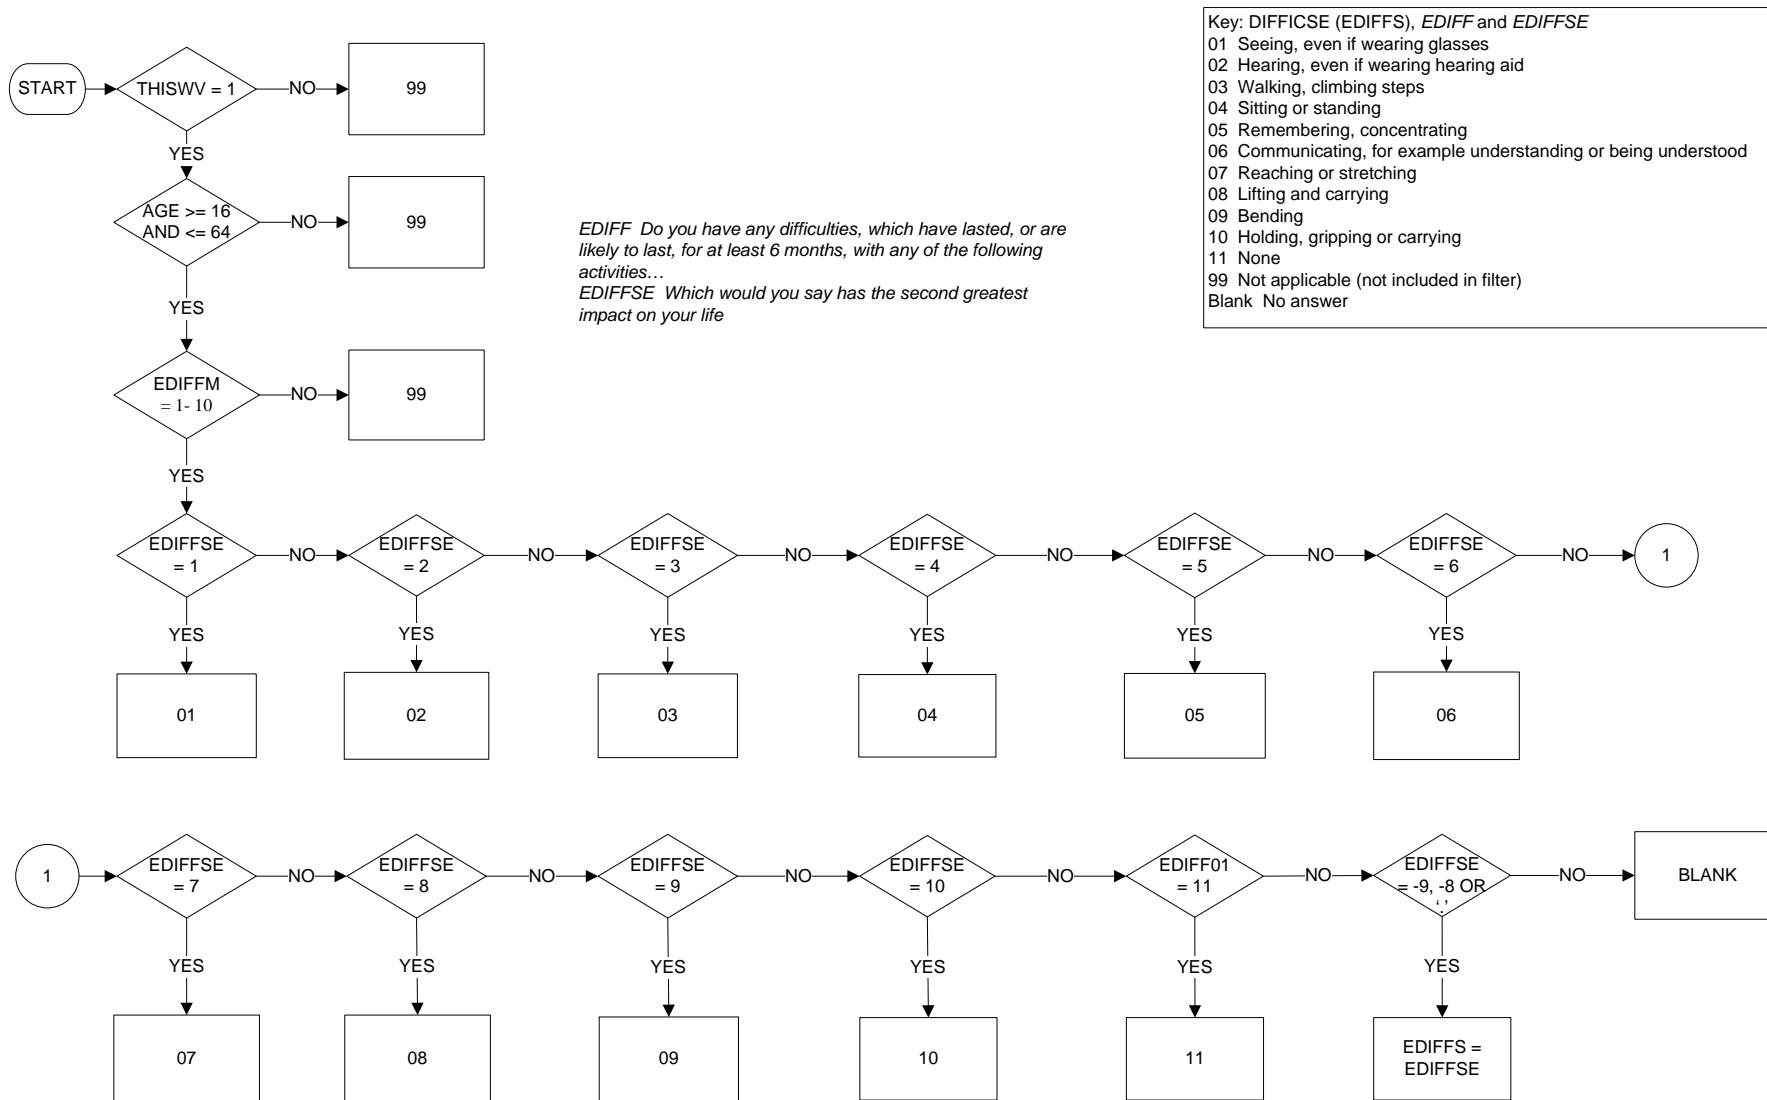 Key: DIFFICSE (EDIFFS), EDIFF and EDIFFSE
01 Seeing, even if wearing glasses
02 Hearing, even if wearing hearing aid
03 Walking, climbing steps
04 Sitting or standing
05 Remembering, concentrating
06 Communicating, for example understanding or being understood
07 Reaching or stretching
08 Lifting and carrying
09 Bending
10 Holding, gripping or carrying
11 None
99 Not applicable (not included in filter)
Blank No answer
START
THISWV = 1
NO
99
YES
AGE >= 16
AND <= 64
NO
99
YES
EDIFF Do you have any difficulties, which have lasted, or are
likely to last, for at least 6 months, with any of the following
activities…
EDIFFSE Which would you say has the second greatest
impact on your life
EDIFFM
= 1- 10
NO
99
YES
EDIFFSE
= 1
NO
EDIFFSE
= 2
NO
EDIFFSE
= 3
NO
EDIFFSE
= 4
NO
EDIFFSE
= 5
NO
EDIFFSE
= 6
NO
1
YES
YES
YES
YES
YES
YES
01
02
03
04
05
06
1
EDIFFSE
= 7
NO
EDIFFSE
= 8
NO
EDIFFSE
= 9
NO
EDIFFSE
= 10
NO
EDIFF01
= 11
NO
EDIFFSE
= -9, -8 OR
‘.’
NO
BLANK
YES
YES
YES
YES
YES
YES
07
08
09
10
11
EDIFFS =
EDIFFSE